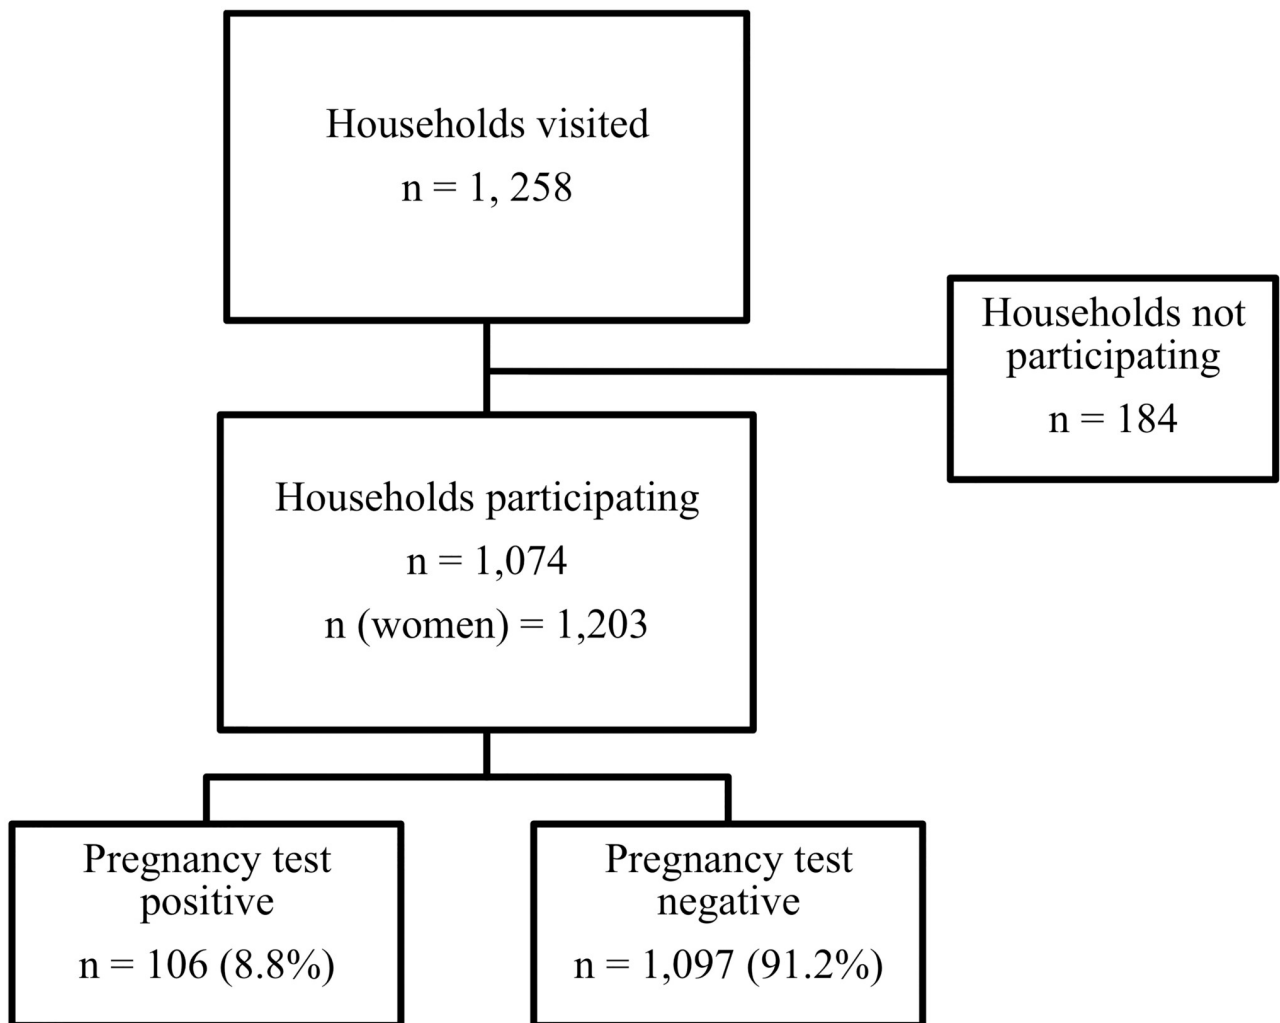 Households visited
n = 1, 258
Households not
participating
n = 184
Households participating
n = 1,074
n (women) = 1,203
Pregnancy test
positive
n = 106 (8.8%)
Pregnancy test
negative
n = 1,097 (91.2%)